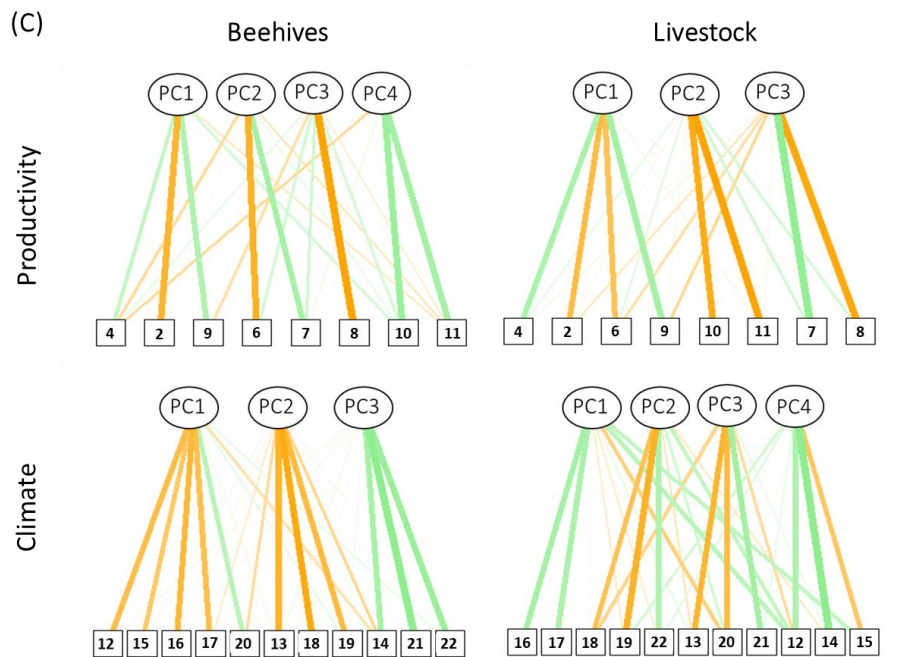 (C)
Beehives Livestock
Productivity
PC1 PC2 PC3 PC4 PC1 PC2 PC3
4 2 9 6 7 8 10 11 4 2 6 9 10 11 7 8
Climate
PC1 PC2 PC3 PC1 PC2 PC3 PC4
12 15 16 17 20 13 18 19 14 21 22 16 17 18 19 22 13 20 21 12 14 15